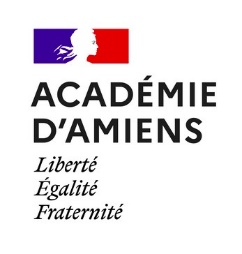 ACADÉMIE
D'AMIENS
Liberté
Égalité
Fraternité